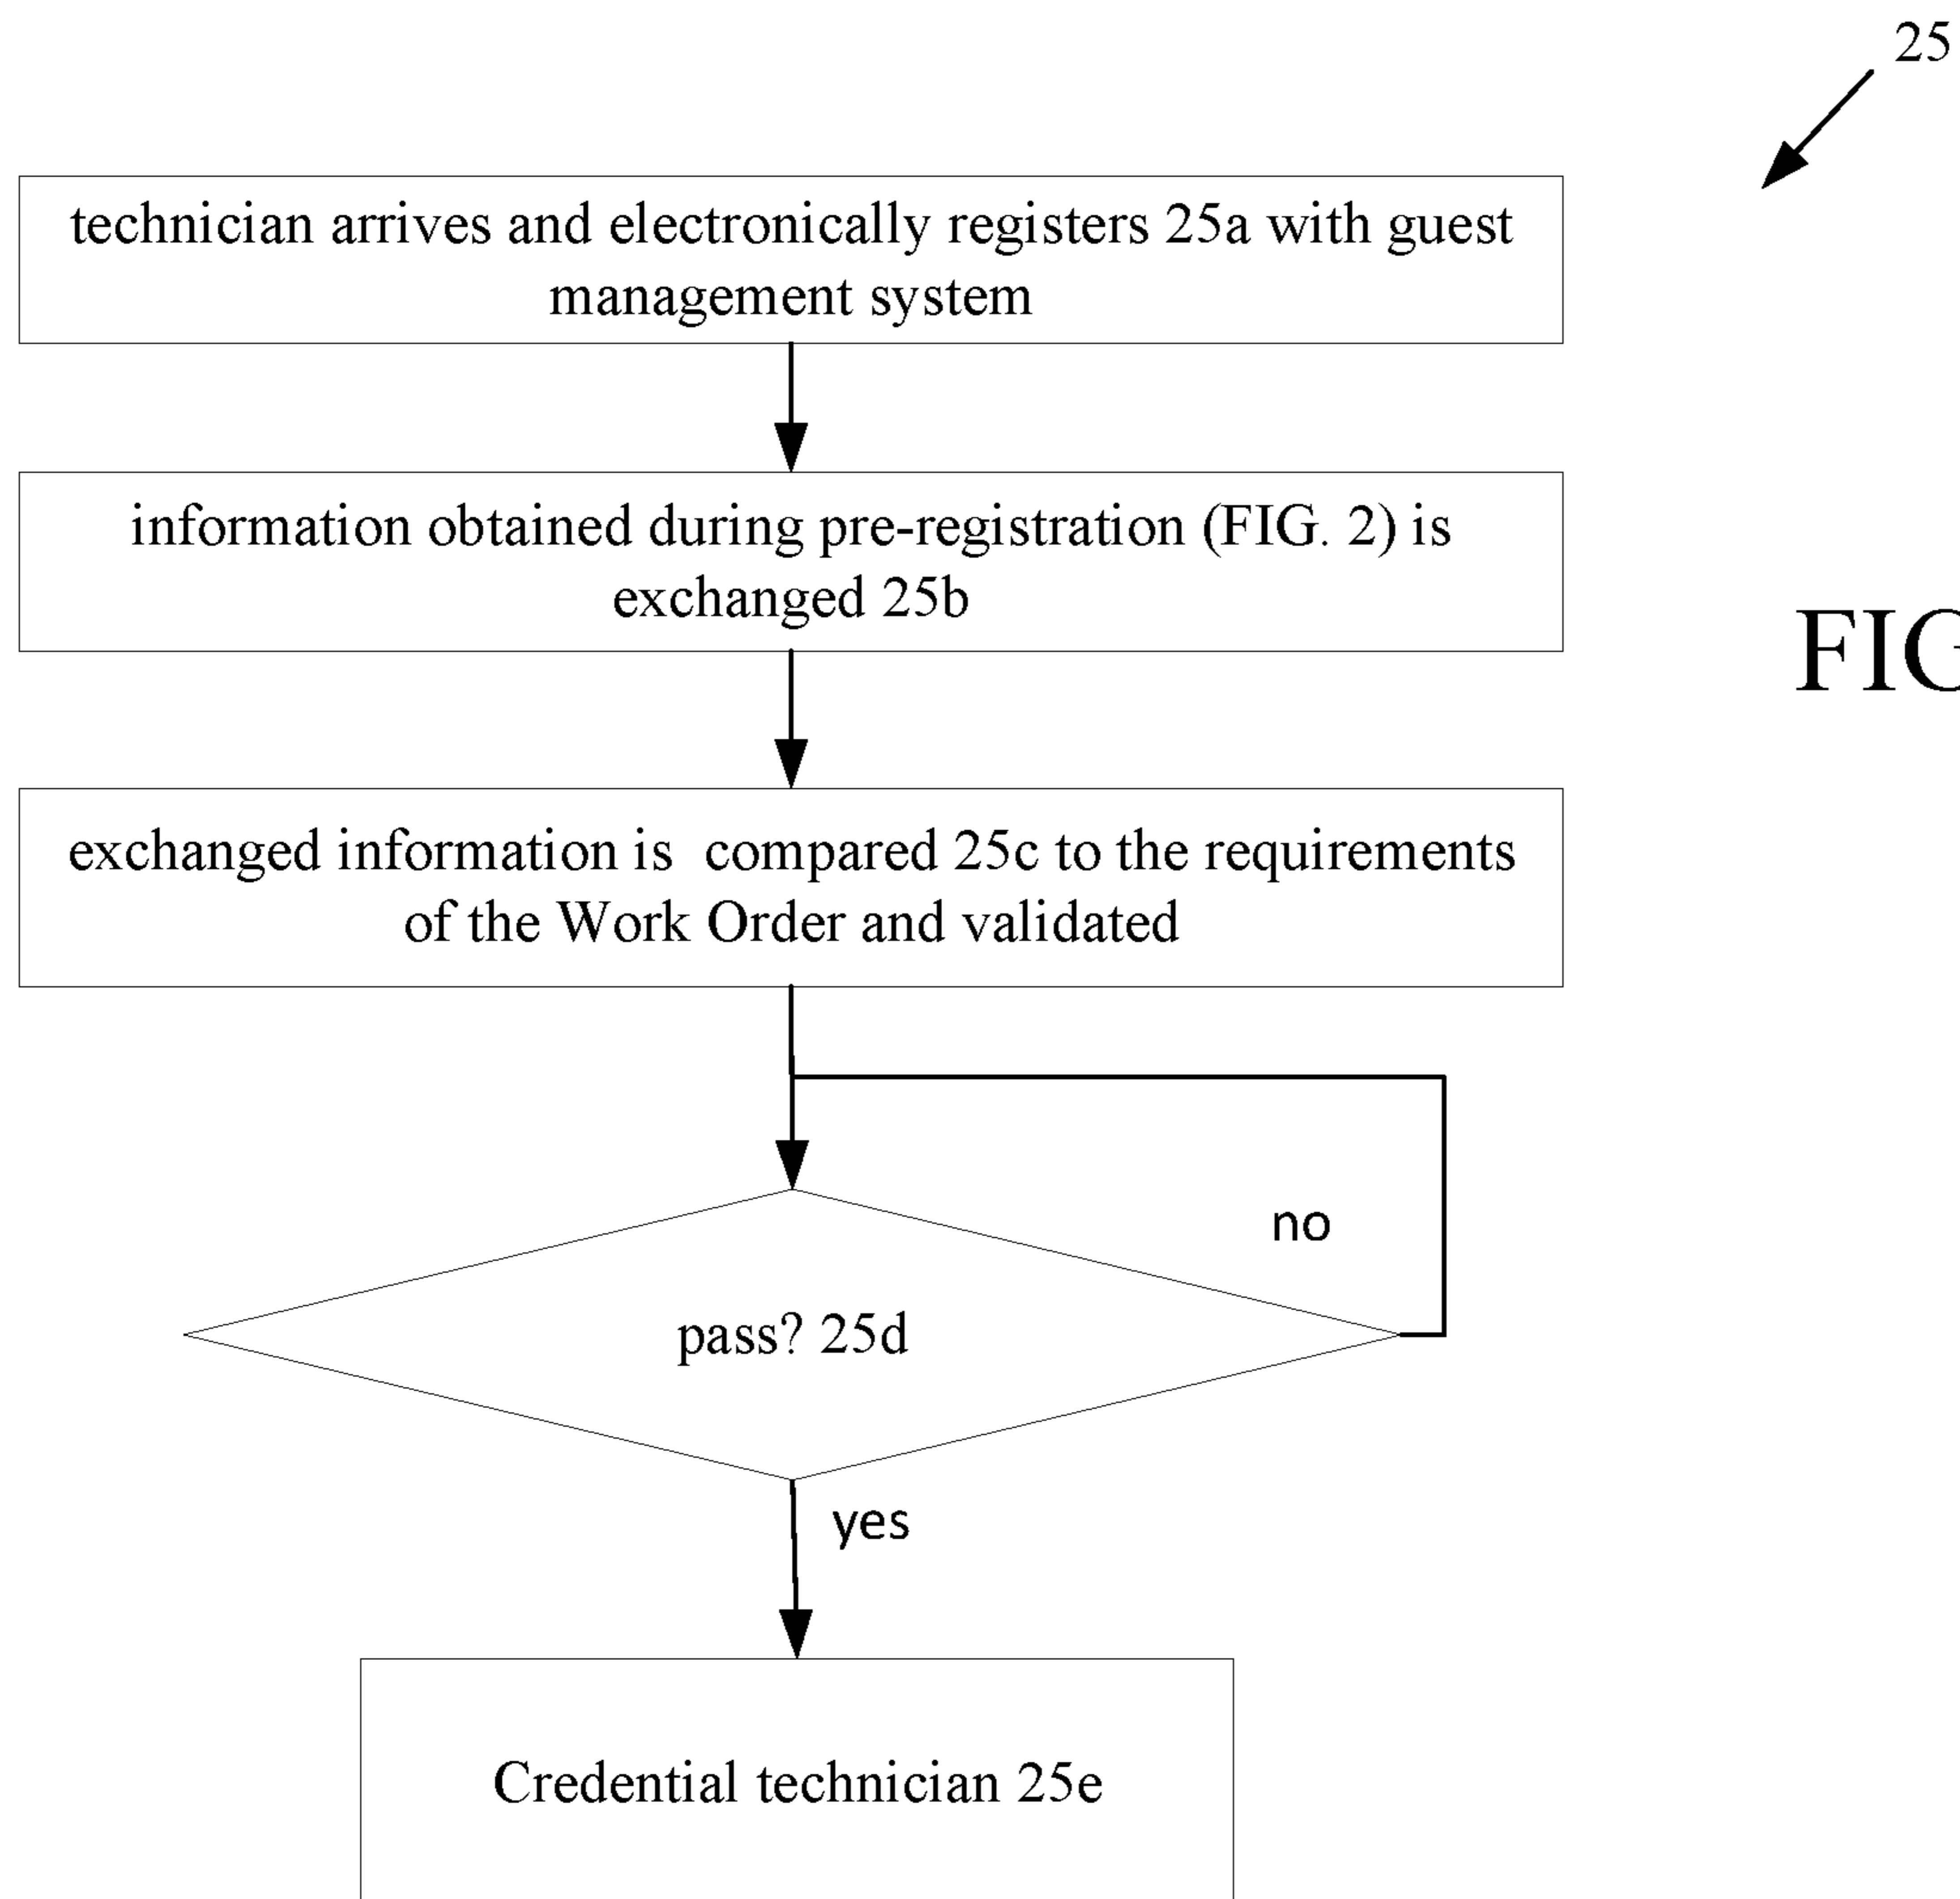 25
technician arrives and electronically registers 25a with guest
management system
information obtained during pre-registration (FIG. 2) is
exchanged 25b
FIG
exchanged information is compared 25c to the requirements
of the Work Order and validated
no
pass? 25d
yes
Credential technician 25e